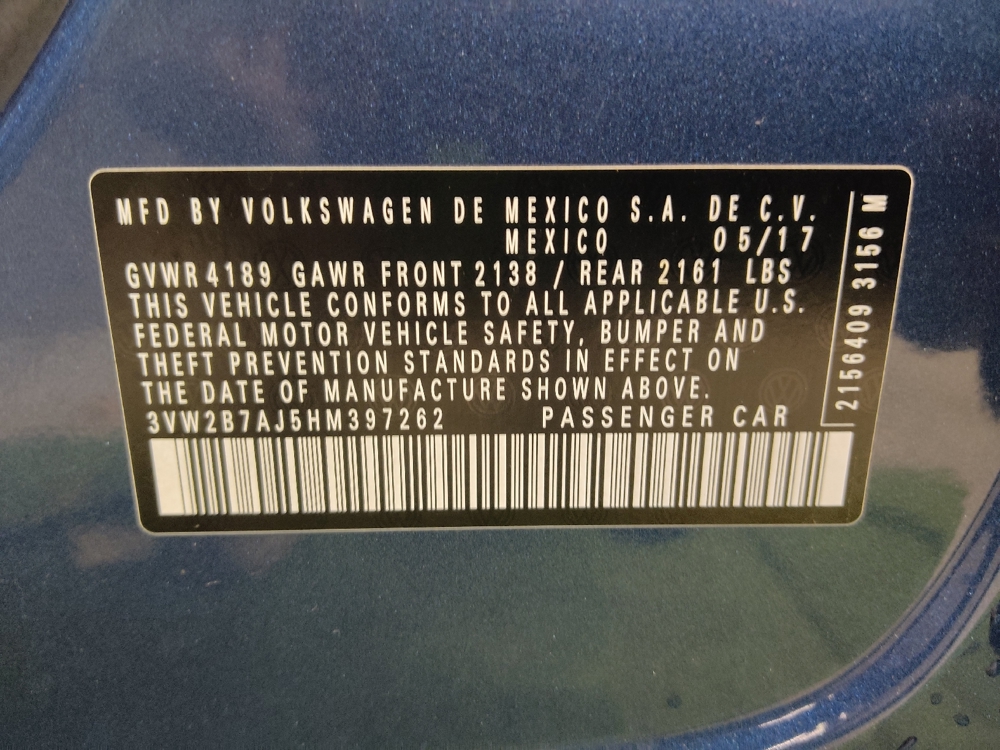 MFD BY VOLKSWAGEN DE MEXICO S.A. DE C.V.
MEXICO 05/17
GVWR 4189 GAWR FRONT 2138 / REAR 2161 LBS
THIS VEHICLE CONFORMS TO ALL APPLICABLE U.S.
FEDERAL MOTOR VEHICLE SAFETY, BUMPER AND
THEFT PREVENTION STANDARDS IN EFFECT ON
THE DATE OF MANUFACTURE SHOWN ABOVE.
3VW2B7AJ5HM397262 PASSENGER CAR
2156409 3156 M